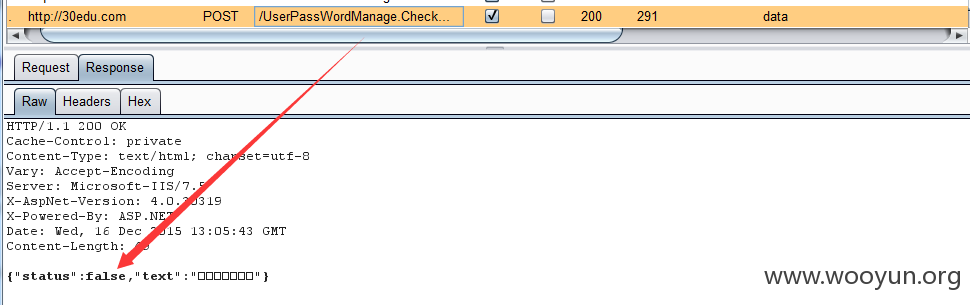 http://30edu.com POST /UserPassWordManage.Check... 200 291 data
Request Response
Raw Headers Hex
HTTP/1.1 200 OK
Cache-Control: private
Content-Type: text/html; charset=utf-8
Vary: Accept-Encoding
Server: Microsoft-IIS/7.5
X-AspNet-Version: 4.0.30319
X-Powered-By: ASP.NET
Date: Wed, 16 Dec 2015 13:05:43 GMT
Content-Length:
{"status":false,"text":"□□□□□□□"}
www.wooyun.org